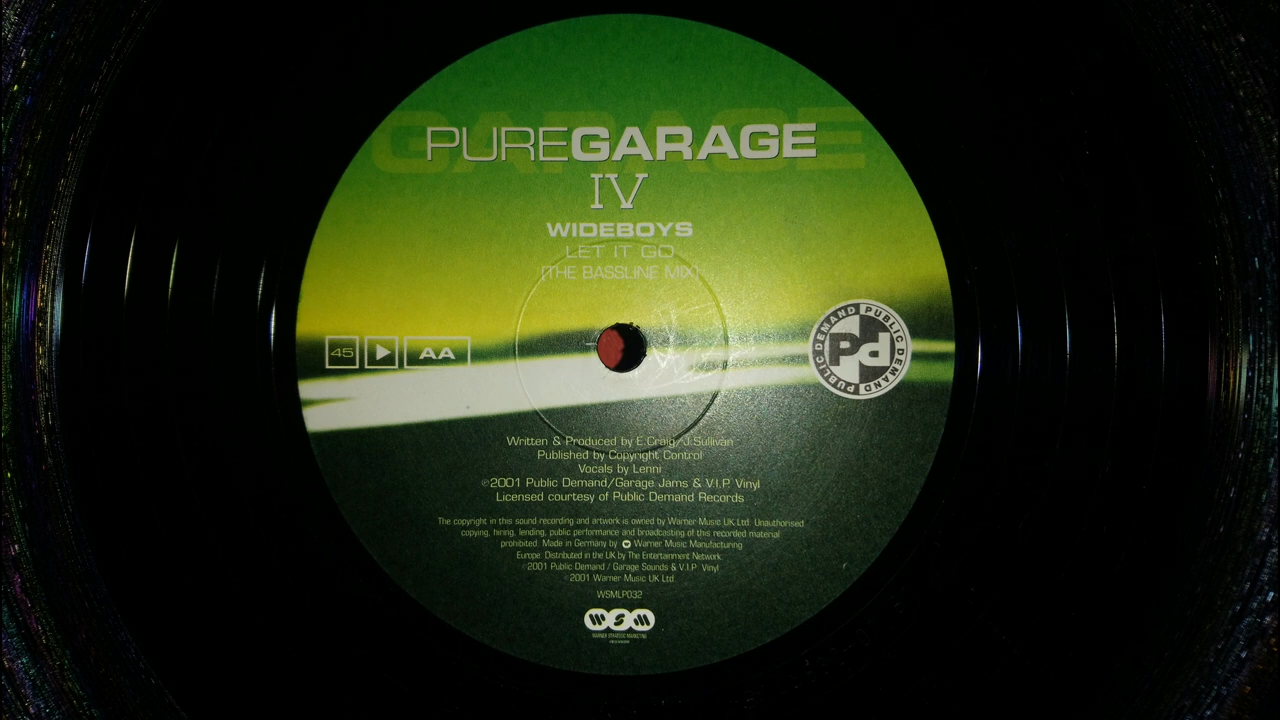 GARAGE
PUREGARAGE
IV
WIDEBOYS
LET IT GO
(THE BASSLINE MIX)
45 AA
PUBLIC DEMAND PUBLIC DEMAND
Pd
Written & Produced by E.Craig/J.Sullivan
Published by Copyright Control
Vocals by Lenni
℗2001 Public Demand/Garage Jams & V.I.P. Vinyl
Licensed courtesy of Public Demand Records
The copyright in this sound recording and artwork is owned by Warner Music UK Ltd. Unauthorised
copying, hiring, lending, public performance and broadcasting of this recorded material
prohibited. Made in Germany by Warner Music Manufacturing
Europe. Distributed in the UK by The Entertainment Network.
℗2001 Public Demand / Garage Sounds & V.I.P. Vinyl
©2001 Warner Music UK Ltd.
WSMLP032
WSM
WARNER STRATEGIC MARKETING